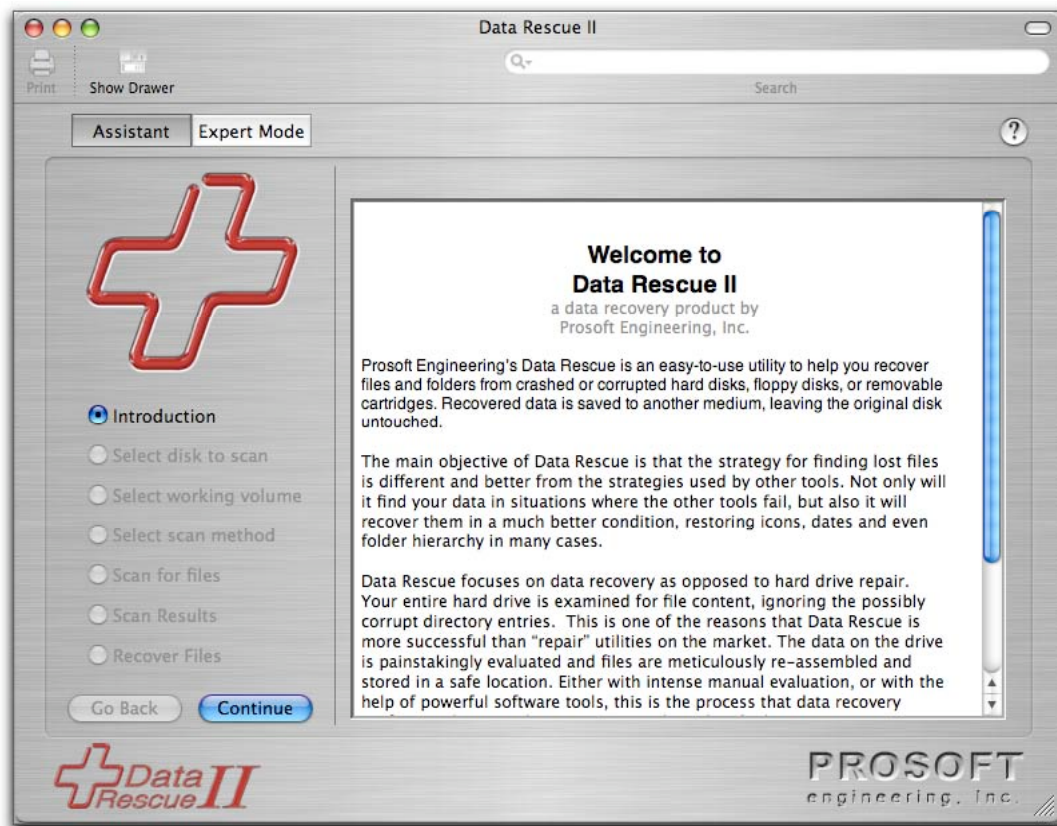 Data Rescue II
Print
Show Drawer
Search
Assistant
Expert Mode
?
Introduction
Select disk to scan
Select working volume
Select scan method
Scan for files
Scan Results
Recover Files
Go Back
Continue
Welcome to
Data Rescue II
a data recovery product by
Prosoft Engineering, Inc.
Prosoft Engineering's Data Rescue is an easy-to-use utility to help you recover
files and folders from crashed or corrupted hard disks, floppy disks, or removable
cartridges. Recovered data is saved to another medium, leaving the original disk
untouched.
The main objective of Data Rescue is that the strategy for finding lost files
is different and better from the strategies used by other tools. Not only will
it find your data in situations where the other tools fail, but also it will
recover them in a much better condition, restoring icons, dates and even
folder hierarchy in many cases.
Data Rescue focuses on data recovery as opposed to hard drive repair.
Your entire hard drive is examined for file content, ignoring the possibly
corrupt directory entries.  This is one of the reasons that Data Rescue is
more successful than “repair” utilities on the market. The data on the drive
is painstakingly evaluated and files are meticulously re-assembled and
stored in a safe location. Either with intense manual evaluation, or with the
help of powerful software tools, this is the process that data recovery
Data
Rescue II
PROSOFT
engineering, inc.